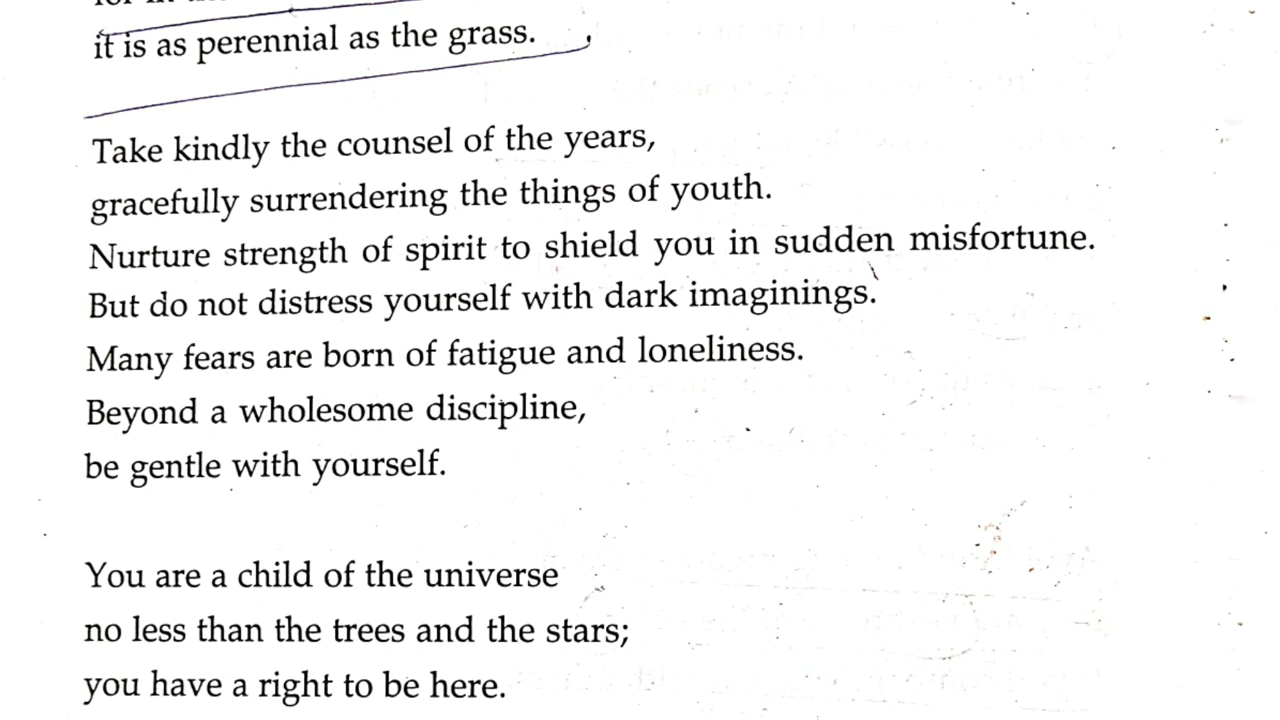 it is as perennial as the grass.
Take kindly the counsel of the years,
gracefully surrendering the things of youth.
Nurture strength of spirit to shield you in sudden misfortune.
But do not distress yourself with dark imaginings.
Many fears are born of fatigue and loneliness.
Beyond a wholesome discipline,
be gentle with yourself.
You are a child of the universe
no less than the trees and the stars;
you have a right to be here.